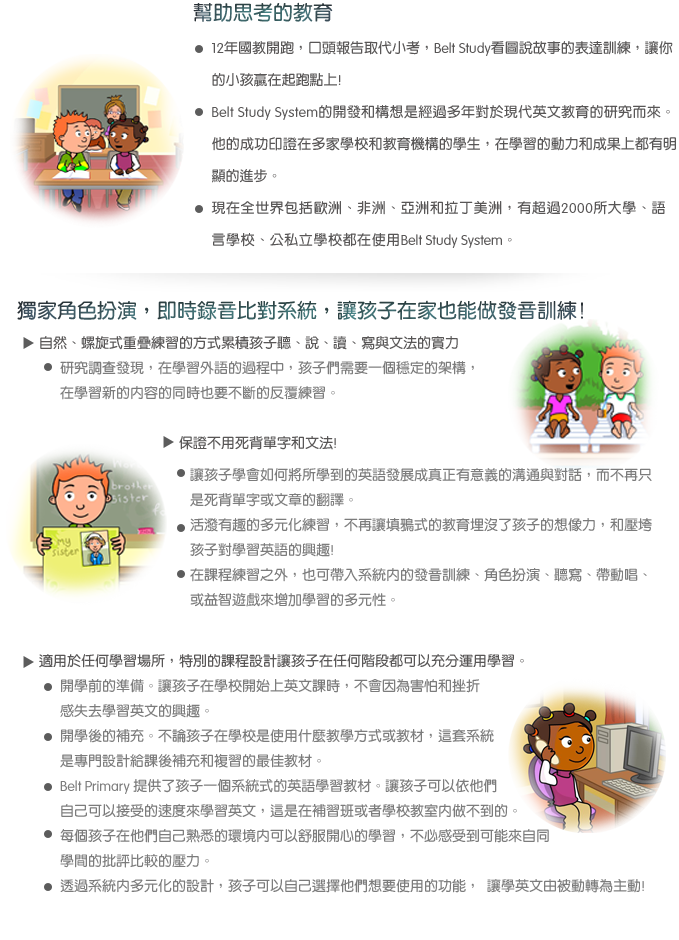 幫助思考的教育
● 12年國教開跑，口頭報告取代小考，Belt Study看圖說故事的表達訓練，讓你
的小孩贏在起跑點上!
● Belt Study System的開發和構想是經過多年對於現代英文教育的研究而來。
他的成功印證在多家學校和教育機構的學生，在學習的動力和成果上都有明
顯的進步。
● 現在全世界包括歐洲、非洲、亞洲和拉丁美洲，有超過2000所大學、語
言學校、公私立學校都在使用Belt Study System。
獨家角色扮演，即時錄音比對系統，讓孩子在家也能做發音訓練!
▶ 自然、螺旋式重疊練習的方式累積孩子聽、說、讀、寫與文法的實力
● 研究調查發現，在學習外語的過程中，孩子們需要一個穩定的架構，
在學習新的內容的同時也要不斷的反覆練習。
▶ 保證不用死背單字和文法!
● 讓孩子學會如何將所學到的英語發展成真正有意義的溝通與對話，而不再只
是死背單字或文章的翻譯。
● 活潑有趣的多元化練習，不再讓填鴨式的教育埋沒了孩子的想像力，和壓垮
孩子對學習英語的興趣!
● 在課程練習之外，也可帶入系統內的發音訓練、角色扮演、聽寫、帶動唱、
或益智遊戲來增加學習的多元性。
brother
sister
my
sister
▶ 適用於任何學習場所，特別的課程設計讓孩子在任何階段都可以充分運用學習。
● 開學前的準備。讓孩子在學校開始上英文課時，不會因為害怕和挫折
感失去學習英文的興趣。
● 開學後的補充。不論孩子在學校是使用什麼教學方式或教材，這套系統
是專門設計給課後補充和複習的最佳教材。
● Belt Primary 提供了孩子一個系統式的英語學習教材。讓孩子可以依他們
自己可以接受的速度來學習英文，這是在補習班或者學校教室內做不到的。
● 每個孩子在他們自己熟悉的環境內可以舒服開心的學習，不必感受到可能來自同
學間的批評比較的壓力。
● 透過系統內多元化的設計，孩子可以自己選擇他們想要使用的功能， 讓學英文由被動轉為主動!